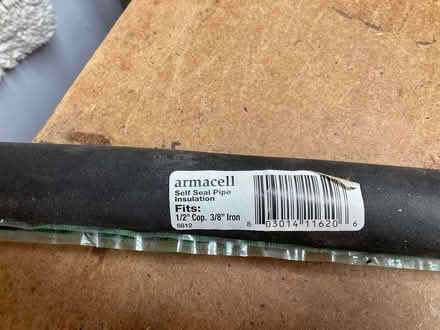 armacell
Self Seal Pipe
Insulation
Fits:
1/2" Cop. 3/8" Iron
5812
8 03014 11620 6